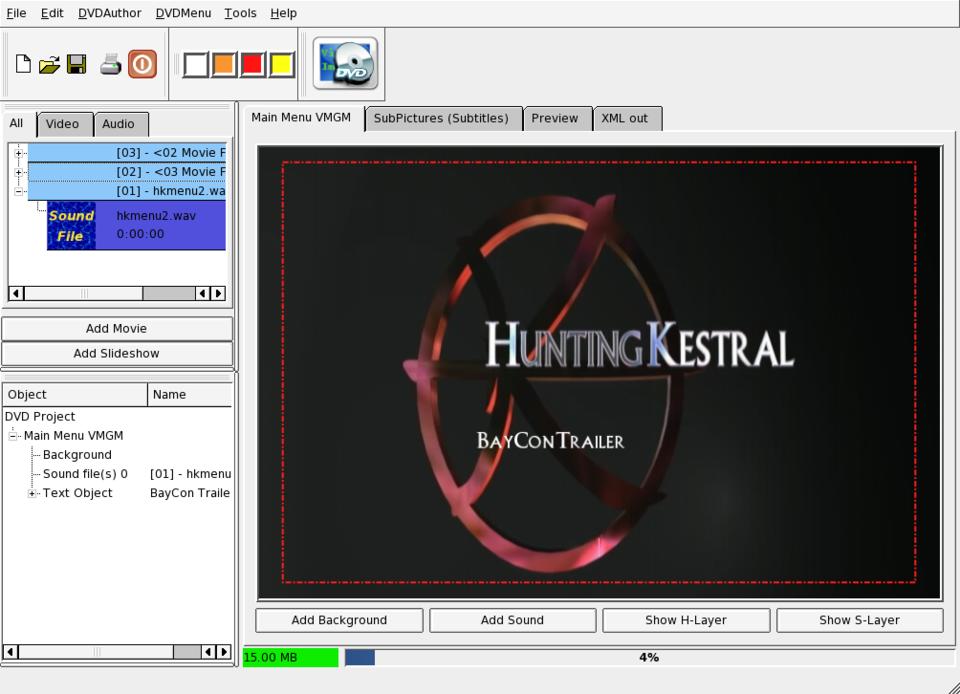 File Edit DVDAuthor DVDMenu Tools Help
DVD
All Video Audio
Main Menu VMGM SubPictures (Subtitles) Preview XML out
[03] - <02 Movie F
[02] - <03 Movie F
[01] - hkmenu2.wa
Sound File
hkmenu2.wav
0:00:00
Add Movie
Add Slideshow
Object Name
DVD Project
Main Menu VMGM
Background
Sound file(s) 0 [01] - hkmenu
Text Object BayCon Traile
HUNTINGKESTRAL
BAYCONTRAILER
Add Background Add Sound Show H-Layer Show S-Layer
15.00 MB 4%